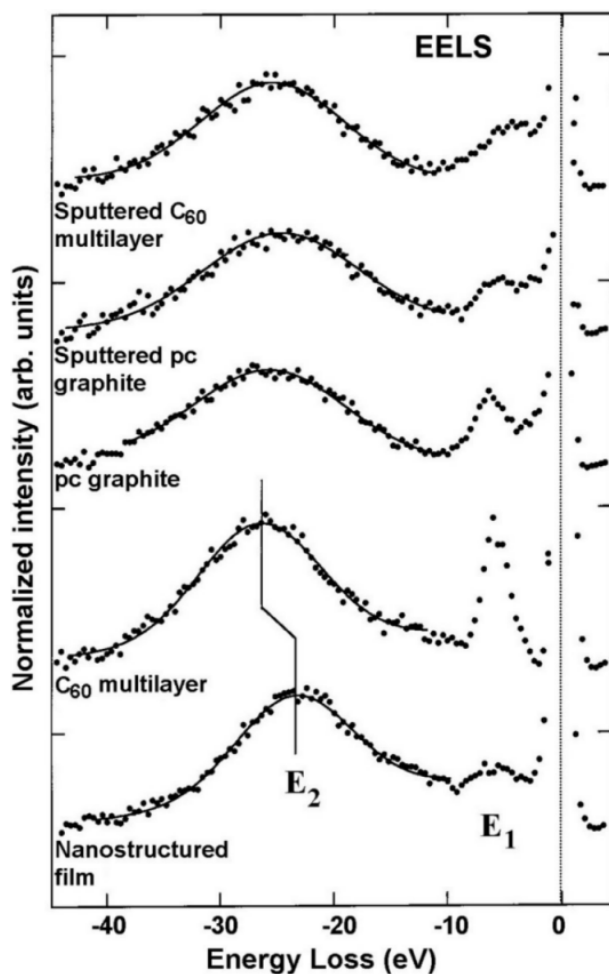 EELS
Normalized intensity (arb. units)
Sputtered C₆₀
multilayer
Sputtered pc
graphite
pc graphite
C₆₀ multilayer
E₂
E₁
Nanostructured
film
-40 -30 -20 -10 0
Energy Loss (eV)